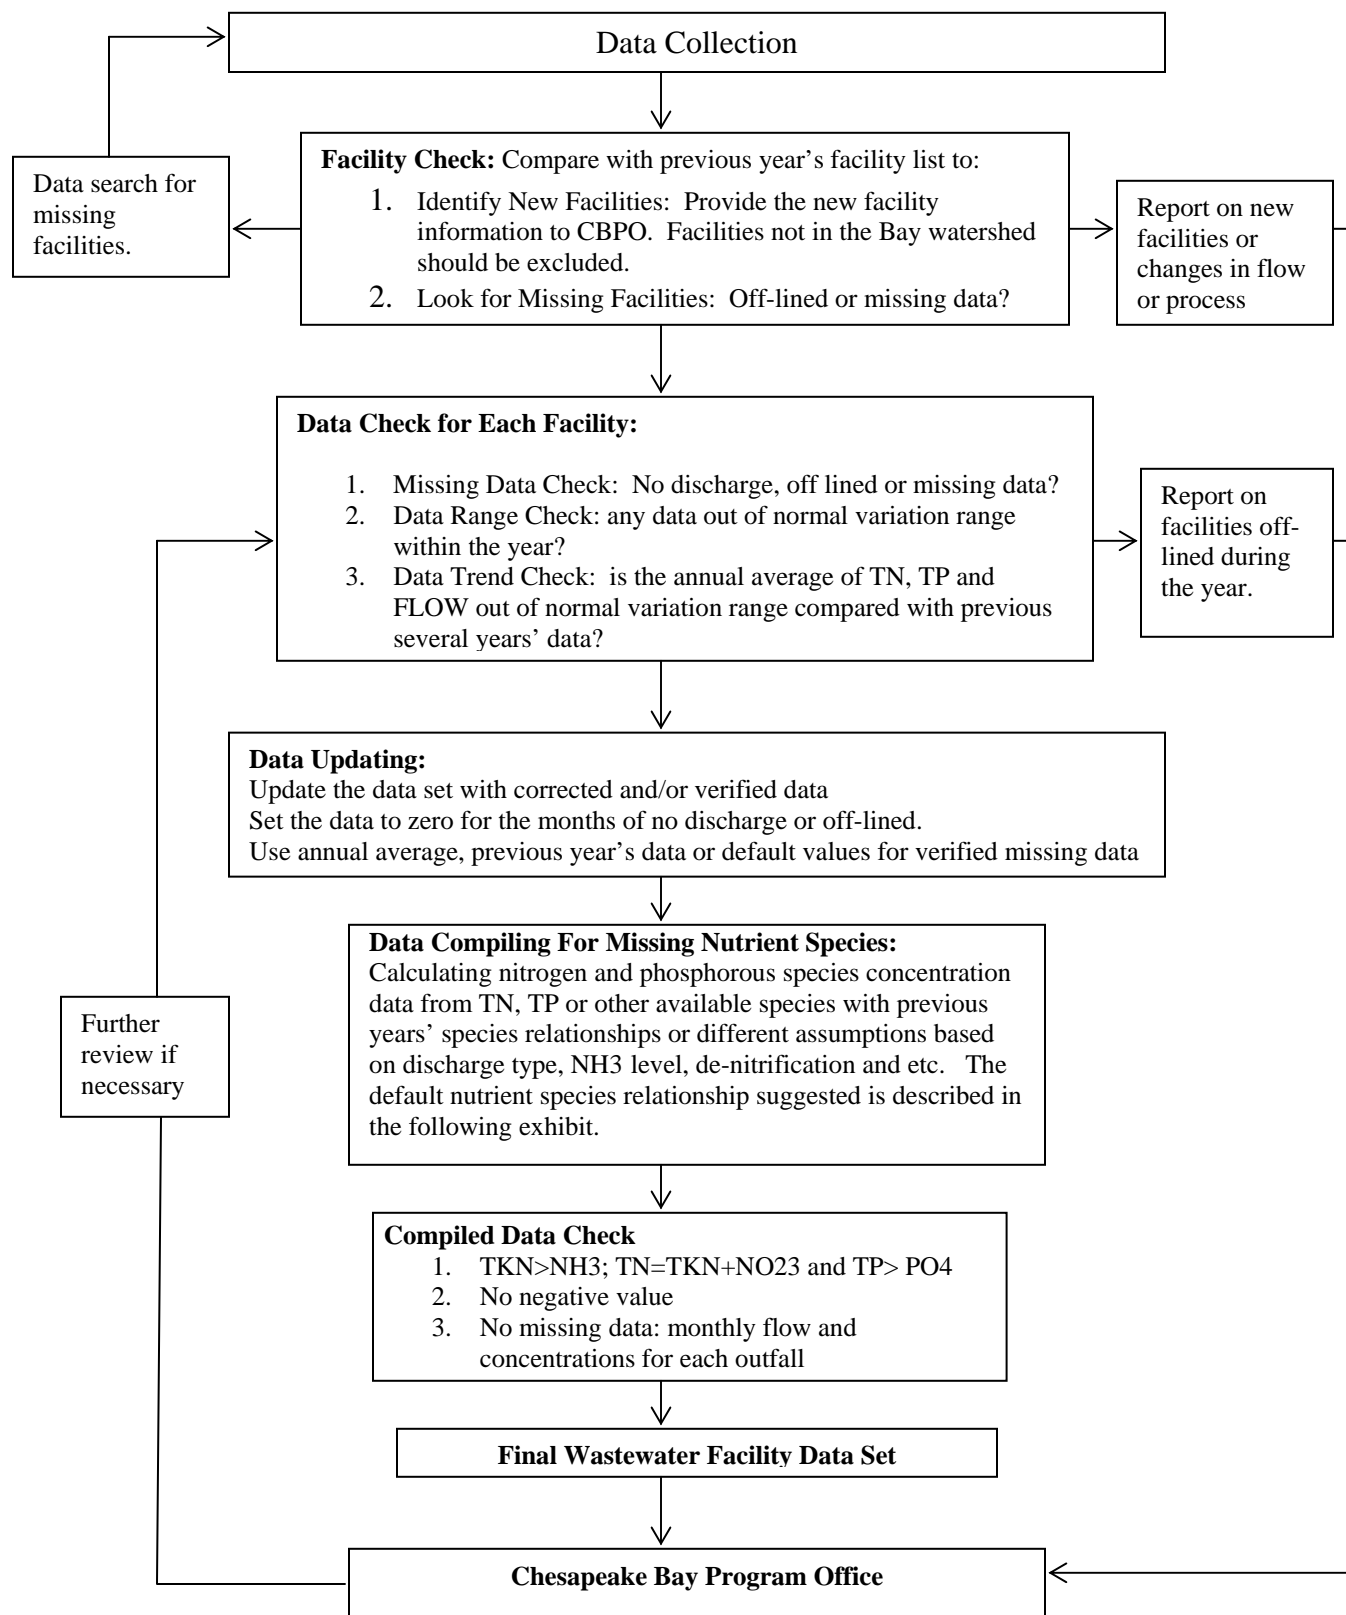 Data Collection
Facility Check: Compare with previous year’s facility list to:
1. Identify New Facilities: Provide the new facility
information to CBPO. Facilities not in the Bay watershed
should be excluded.
2. Look for Missing Facilities: Off-lined or missing data?
Data search for
missing
facilities.
Report on new
facilities or
changes in flow
or process
Data Check for Each Facility:
1. Missing Data Check: No discharge, off lined or missing data?
2. Data Range Check: any data out of normal variation range
within the year?
3. Data Trend Check: is the annual average of TN, TP and
FLOW out of normal variation range compared with previous
several years’ data?
Report on
facilities off-
lined during
the year.
Data Updating:
Update the data set with corrected and/or verified data
Set the data to zero for the months of no discharge or off-lined.
Use annual average, previous year’s data or default values for verified missing data
Data Compiling For Missing Nutrient Species:
Calculating nitrogen and phosphorous species concentration
data from TN, TP or other available species with previous
years’ species relationships or different assumptions based
on discharge type, NH3 level, de-nitrification and etc. The
default nutrient species relationship suggested is described in
the following exhibit.
Further
review if
necessary
Compiled Data Check
1. TKN>NH3; TN=TKN+NO23 and TP> PO4
2. No negative value
3. No missing data: monthly flow and
concentrations for each outfall
Final Wastewater Facility Data Set
Chesapeake Bay Program Office